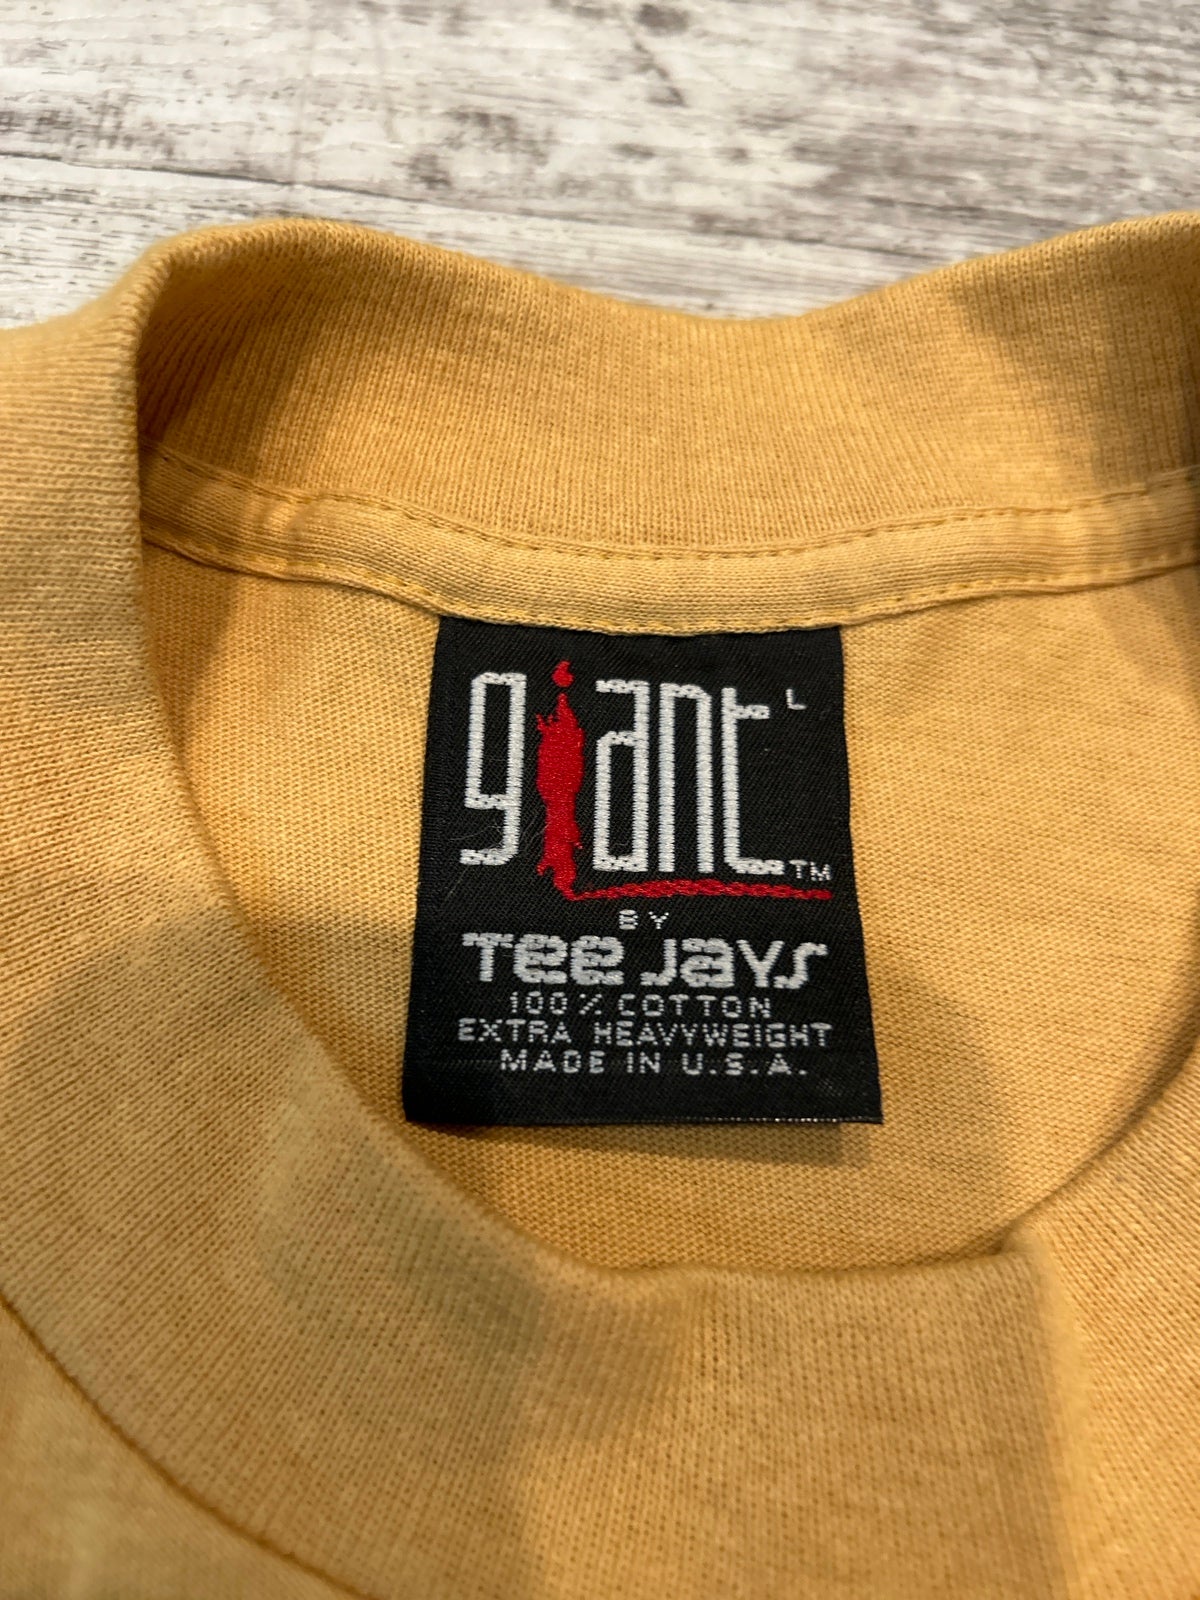 giant L
TM
BY
Tee Jays
100% COTTON
EXTRA HEAVYWEIGHT
MADE IN U.S.A.